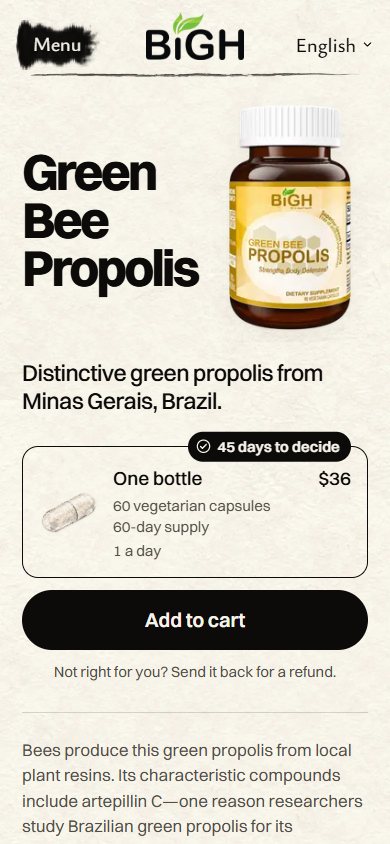 Menu
BiGH
English
Green
Bee
Propolis
BiGH
GREEN BEE
PROPOLIS
Strengthens Body Defenses†
DIETARY SUPPLEMENT
Distinctive green propolis from
Minas Gerais, Brazil.
45 days to decide
One bottle
$36
60 vegetarian capsules
60-day supply
1 a day
Add to cart
Not right for you? Send it back for a refund.
Bees produce this green propolis from local
plant resins. Its characteristic compounds
include artepillin C—one reason researchers
study Brazilian green propolis for its